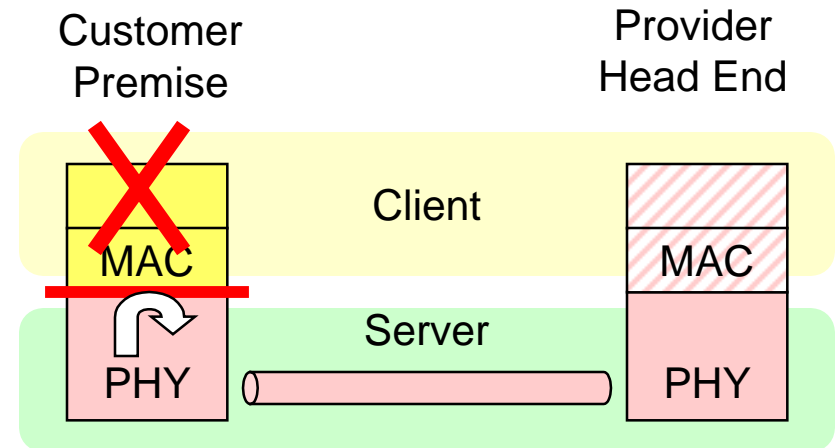 Customer
Premise
Provider
Head End
Client
MAC
MAC
Server
PHY
PHY